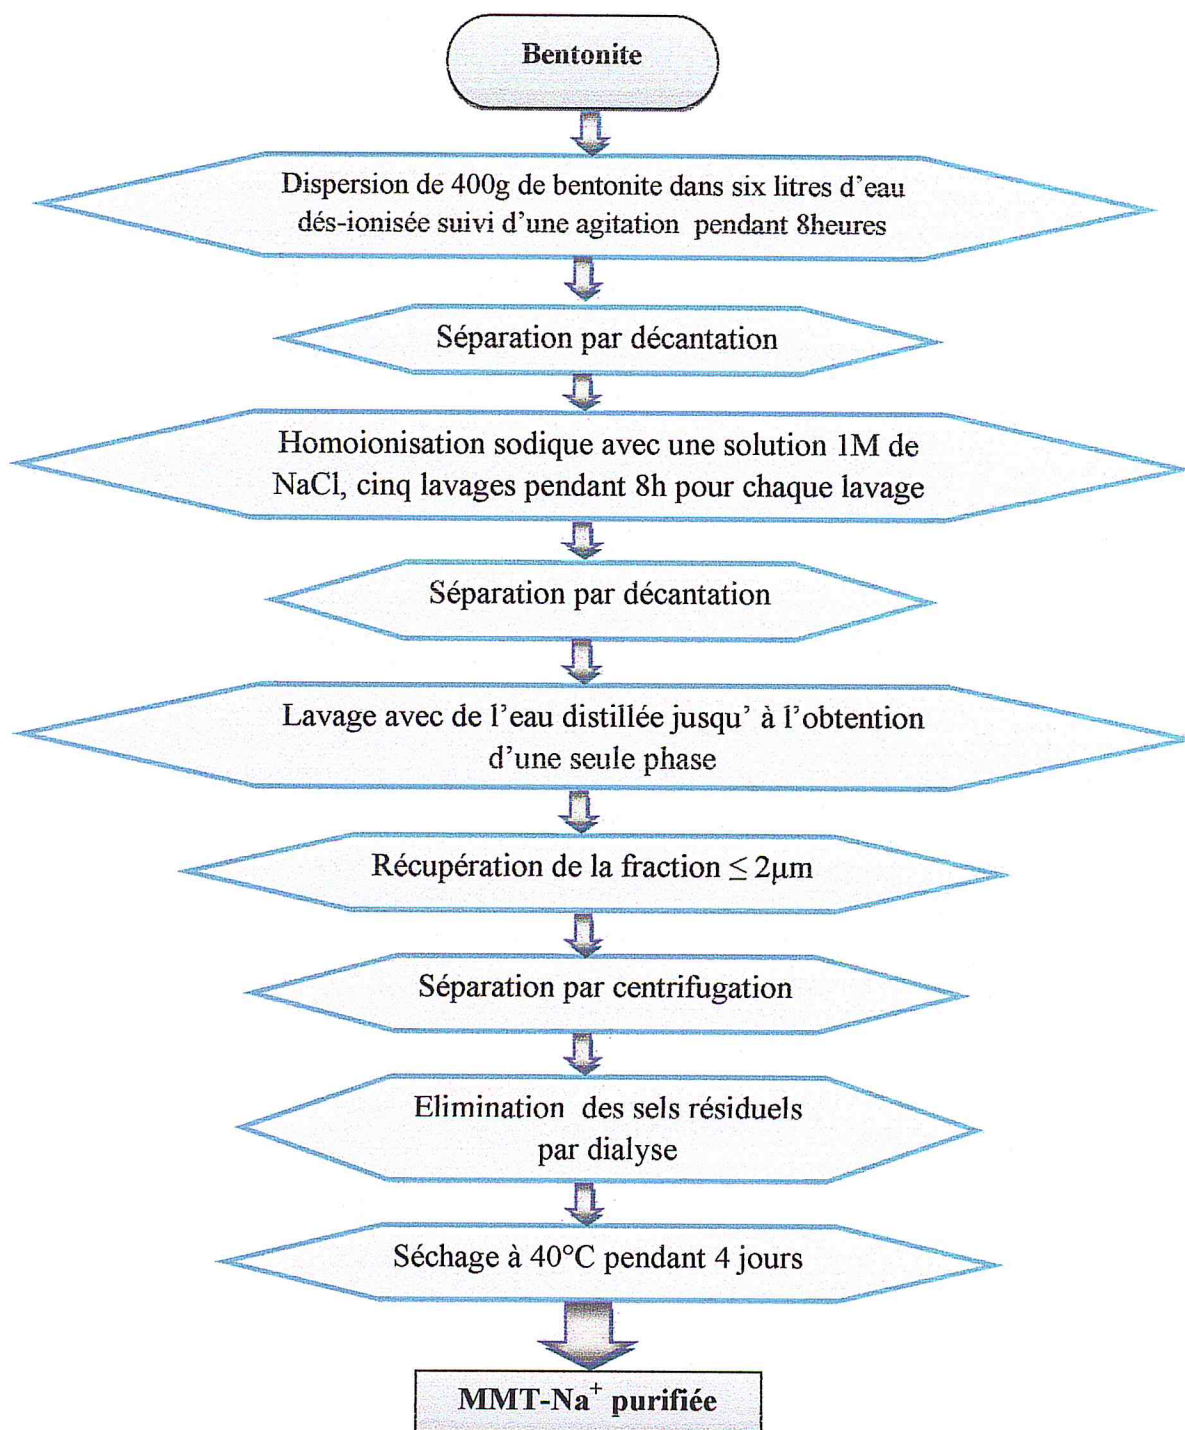 Bentonite
Dispersion de 400g de bentonite dans six litres d’eau
dés-ionisée suivi d’une agitation pendant 8heures
Séparation par décantation
Homoionisation sodique avec une solution 1M de
NaCl, cinq lavages pendant 8h pour chaque lavage
Séparation par décantation
Lavage avec de l’eau distillée jusqu’ à l’obtention
d’une seule phase
Récupération de la fraction ≤ 2μm
Séparation par centrifugation
Elimination des sels résiduels
par dialyse
Séchage à 40°C pendant 4 jours
MMT-Na⁺ purifiée